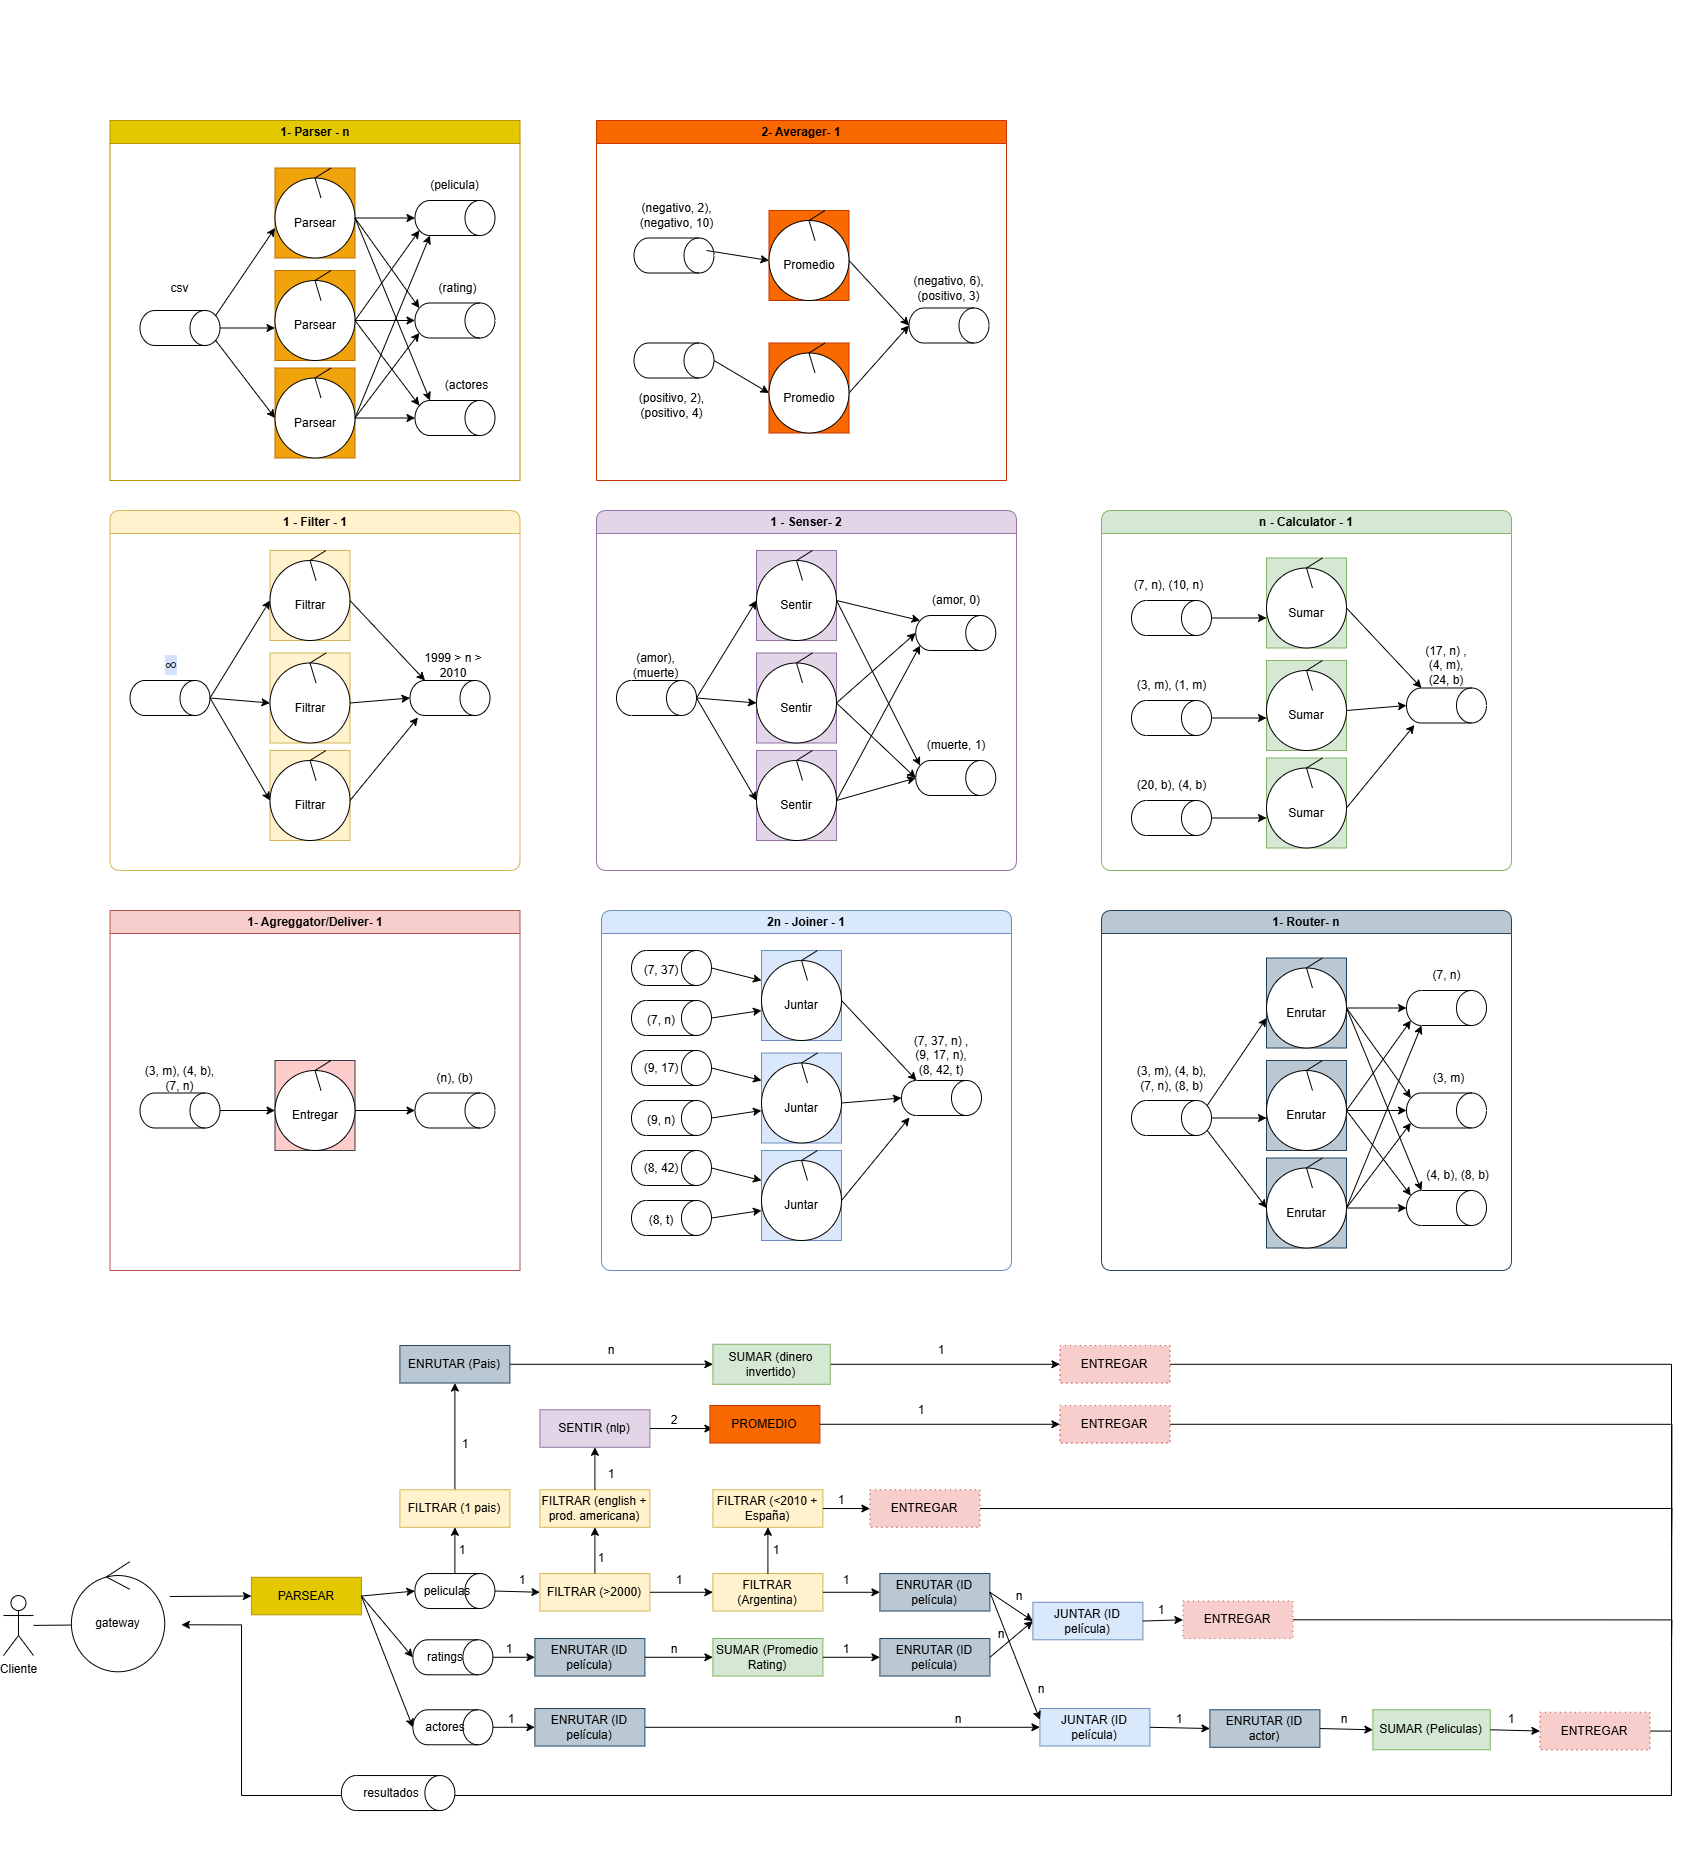 1- Parser - n
csv
Parsear
Parsear
Parsear
(pelicula)
(rating)
(actores
2- Averager- 1
(negativo, 2),
(negativo, 10)
(positivo, 2),
(positivo, 4)
Promedio
Promedio
(negativo, 6),
(positivo, 3)
1 - Filter - 1
∞
Filtrar
Filtrar
Filtrar
1999 > n >
2010
1 - Senser- 2
(amor),
(muerte)
Sentir
Sentir
Sentir
(amor, 0)
(muerte, 1)
n - Calculator - 1
(7, n), (10, n)
(3, m), (1, m)
(20, b), (4, b)
Sumar
Sumar
Sumar
(17, n) ,
(4, m),
(24, b)
1- Agreggator/Deliver- 1
(3, m), (4, b),
(7, n)
Entregar
(n), (b)
2n - Joiner - 1
(7, 37)
(7, n)
(9, 17)
(9, n)
(8, 42)
(8, t)
Juntar
Juntar
Juntar
(7, 37, n) ,
(9, 17, n),
(8, 42, t)
1- Router- n
(3, m), (4, b),
(7, n), (8, b)
Enrutar
Enrutar
Enrutar
(7, n)
(3, m)
(4, b), (8, b)
ENRUTAR (Pais)
n
SUMAR (dinero
invertido)
1
ENTREGAR
1
SENTIR (nlp)
2
PROMEDIO
1
ENTREGAR
1
FILTRAR (1 pais)
FILTRAR (english +
prod. americana)
FILTRAR (<2010 +
España)
1
ENTREGAR
1
1
1
Cliente
gateway
PARSEAR
peliculas
1
FILTRAR (>2000)
1
FILTRAR
(Argentina)
1
ENRUTAR (ID
película)
n
JUNTAR (ID
película)
1
ENTREGAR
ratings
1
ENRUTAR (ID
película)
n
SUMAR (Promedio
Rating)
1
ENRUTAR (ID
película)
n
n
actores
1
ENRUTAR (ID
película)
n
JUNTAR (ID
película)
1
ENRUTAR (ID
actor)
n
SUMAR (Peliculas)
1
ENTREGAR
resultados